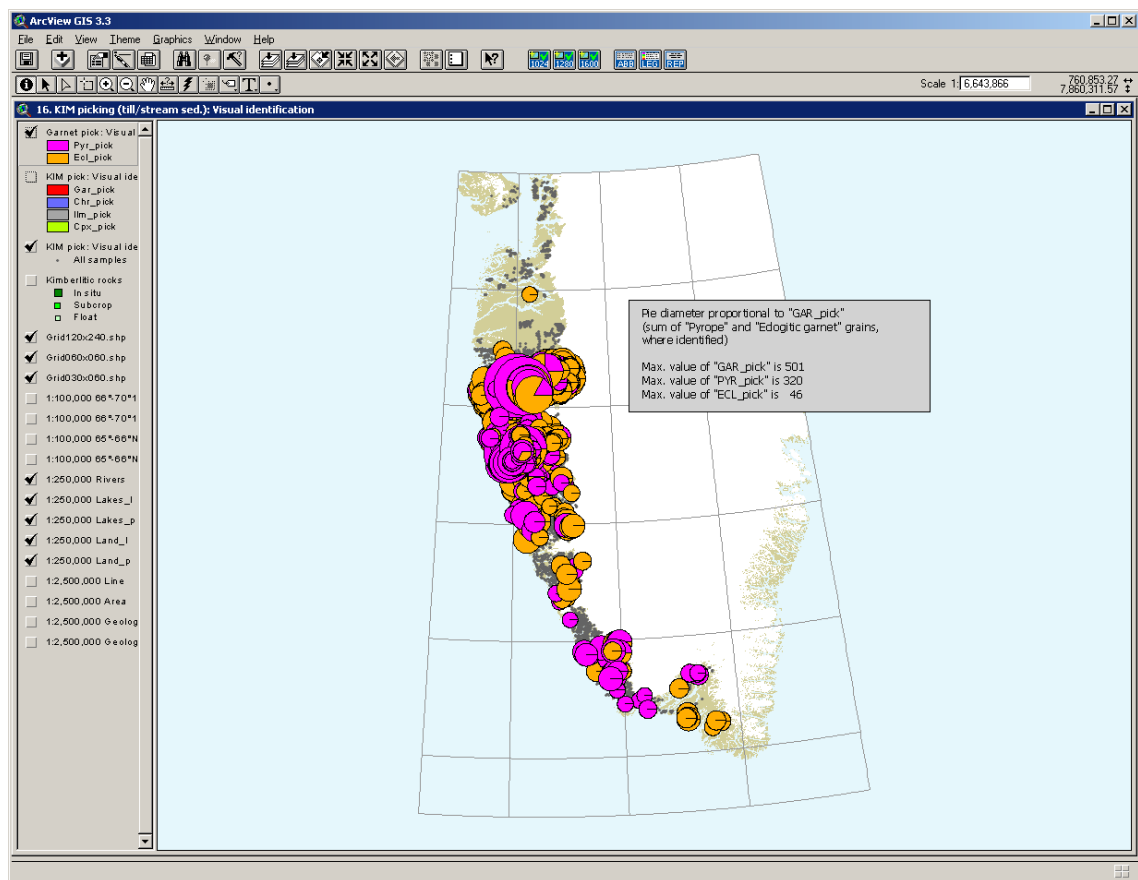 ArcView GIS 3.3
File Edit View Theme Graphics Window Help
1024 1280 1600 ABB LEG REP
Scale 1: 6,643,866
760,853.27
7,860,311.57
16. KIM picking (till/stream sed.): Visual identification
Garnet pick: Visual
Pyr_pick
Ecl_pick
KIM pick: Visual ide
Gar_pick
Chr_pick
Ilm_pick
Cpx_pick
KIM pick: Visual ide
All samples
Kimberlitic rocks
In situ
Subcrop
Float
Grid120x240.shp
Grid060x060.shp
Grid030x060.shp
1:100,000 66°-70°1
1:100,000 66°-70°1
1:100,000 65°-66°N
1:100,000 65°-66°N
1:250,000 Rivers
1:250,000 Lakes_l
1:250,000 Lakes_p
1:250,000 Land_l
1:250,000 Land_p
1:2,500,000 Line
1:2,500,000 Area
1:2,500,000 Geolog
1:2,500,000 Geolog
Pie diameter proportional to "GAR_pick"
(sum of "Pyrope" and "Eclogitic garnet" grains,
where identified)
Max. value of "GAR_pick" is 501
Max. value of "PYR_pick" is 320
Max. value of "ECL_pick" is 46